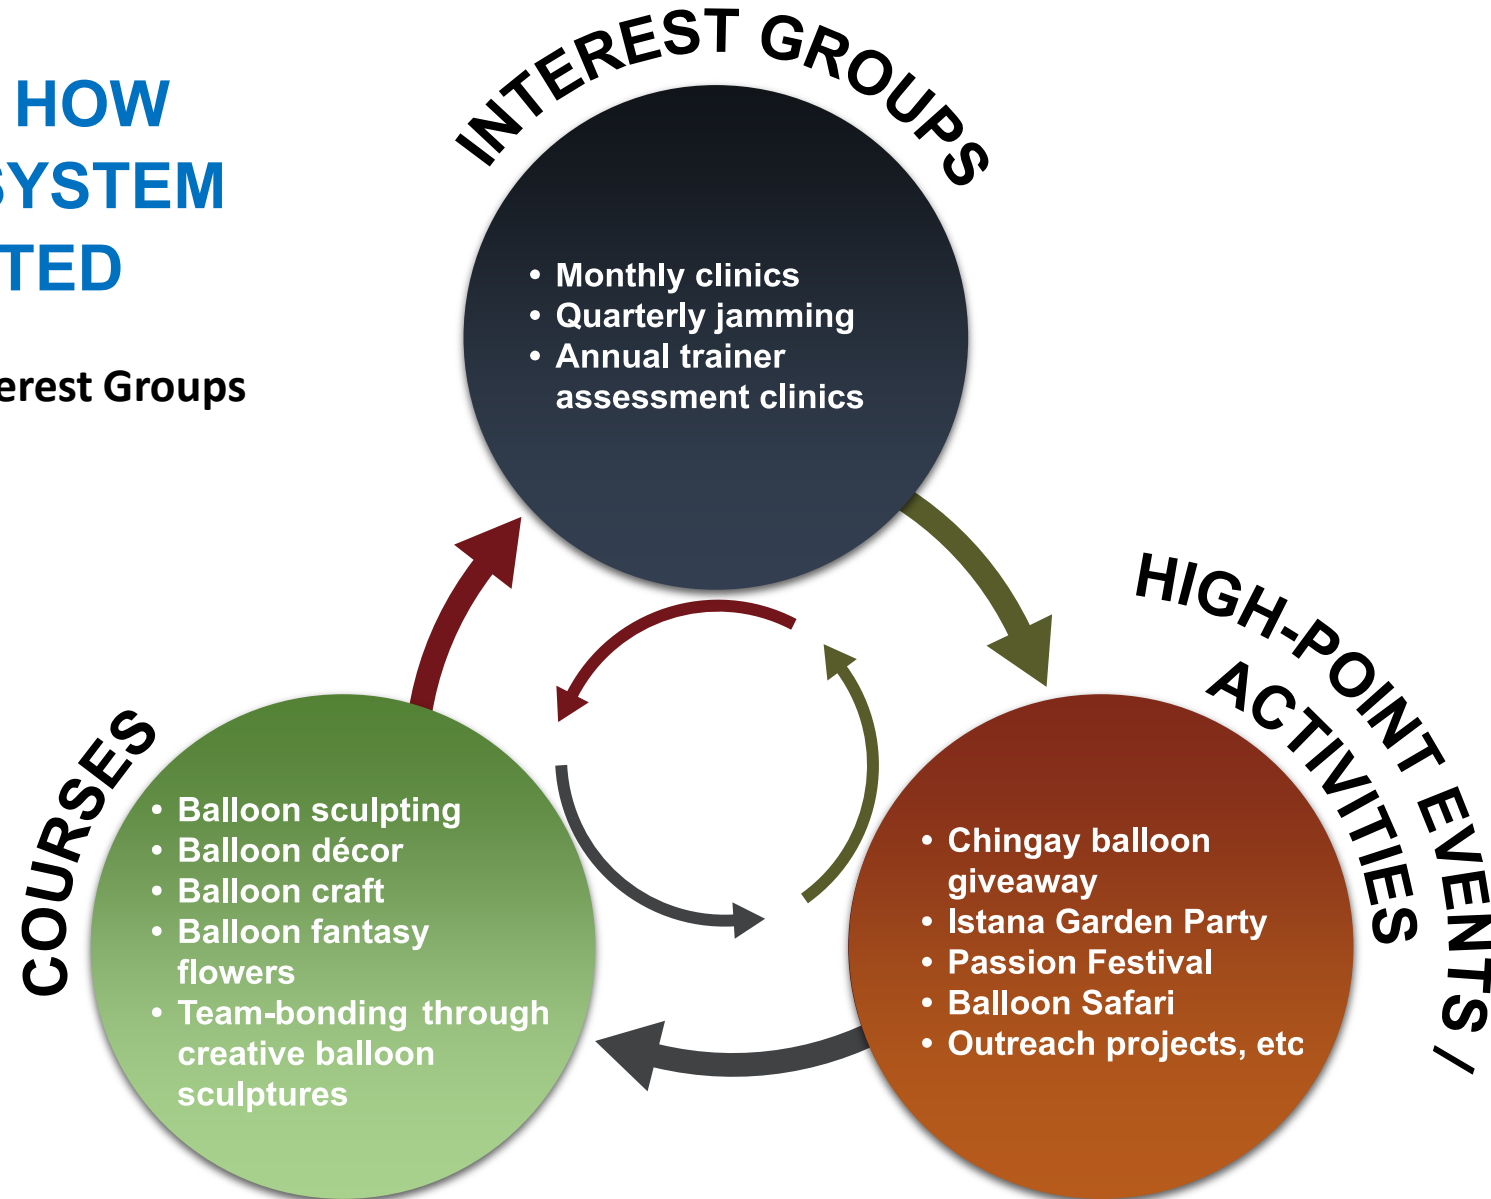 HOW
SYSTEM
TED
erest Groups
INTEREST GROUPS
• Monthly clinics
• Quarterly jamming
• Annual trainer
assessment clinics
HIGH-POINT EVENTS /
ACTIVITIES
• Chingay balloon
giveaway
• Istana Garden Party
• Passion Festival
• Balloon Safari
• Outreach projects, etc
COURSES
• Balloon sculpting
• Balloon décor
• Balloon craft
• Balloon fantasy
flowers
• Team-bonding through
creative balloon
sculptures